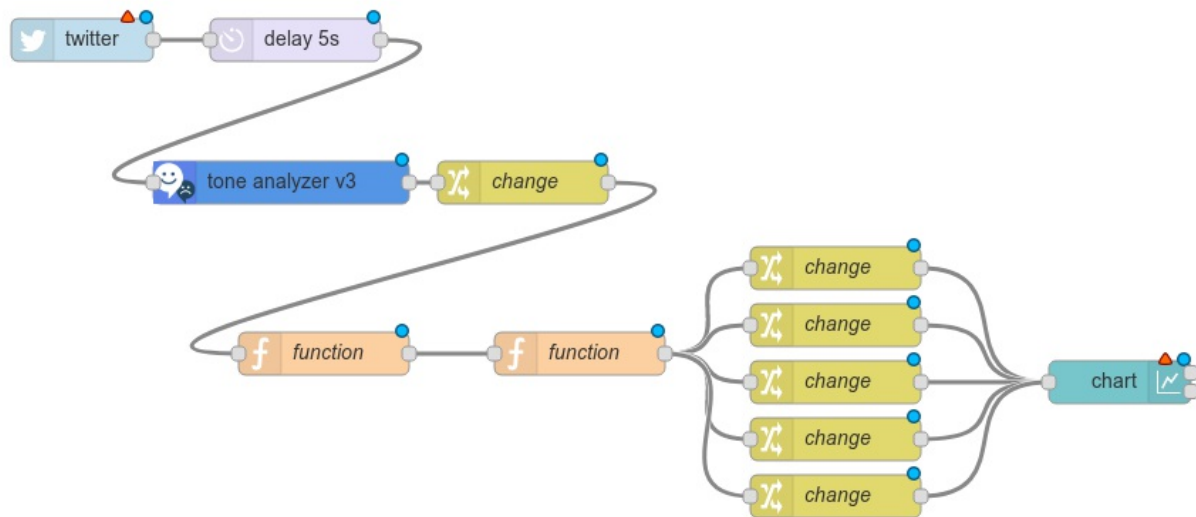 twitter
delay 5s
tone analyzer v3
change
function
function
change
change
change
change
change
chart